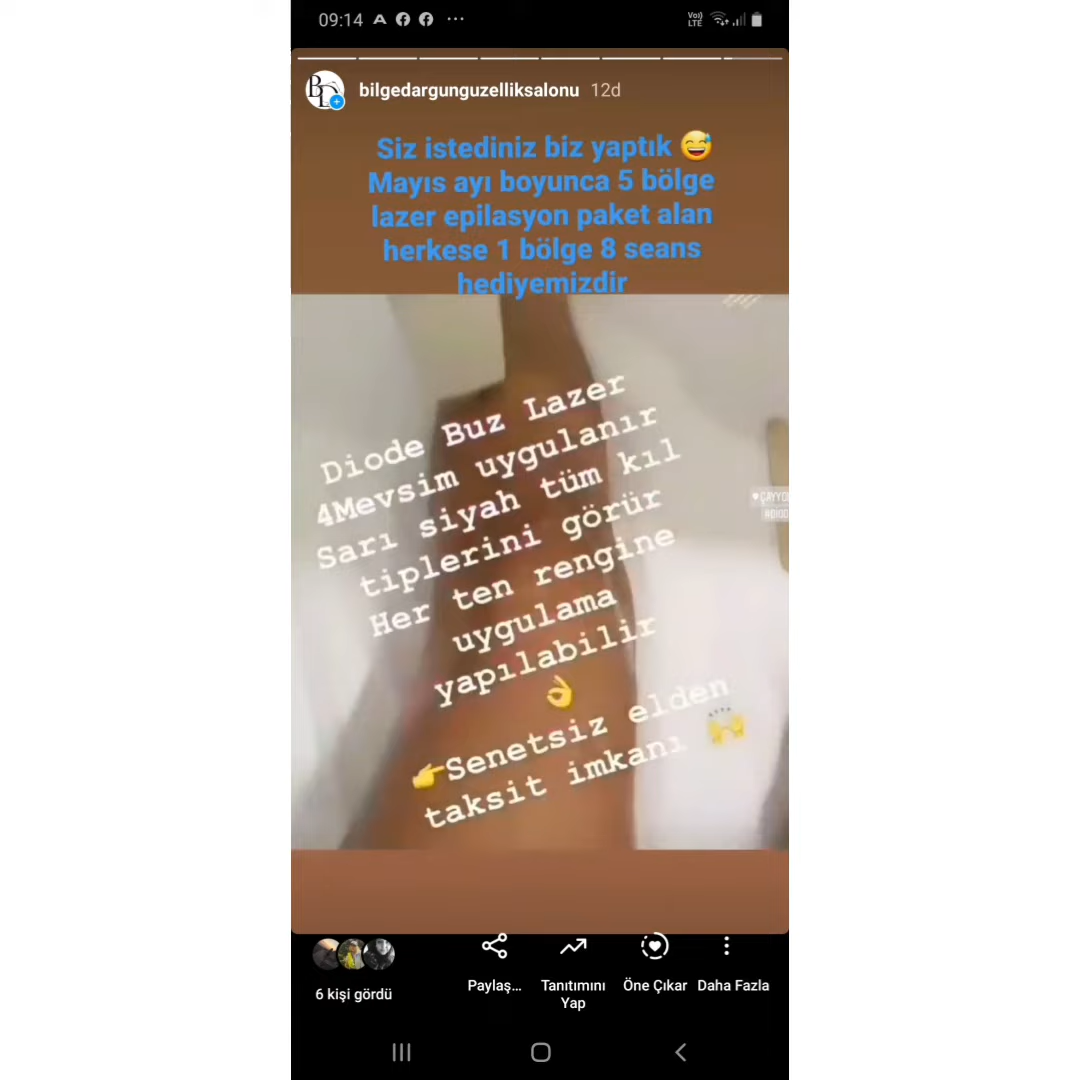 09:14
Vo)) LTE
bilgedargunguzelliksalonu 12d
Siz istediniz biz yaptık 😅
Mayıs ayı boyunca 5 bölge
lazer epilasyon paket alan
herkese 1 bölge 8 seans
hediyemizdir
Diode Buz Lazer
4Mevsim uygulanır
Sarı siyah tüm kıl
tiplerini görür
Her ten rengine
uygulama
yapılabilir
👌
👉Senetsiz elden
taksit imkanı 🙌
6 kişi gördü
Paylaş...
Tanıtımını
Yap
Öne Çıkar
Daha Fazla